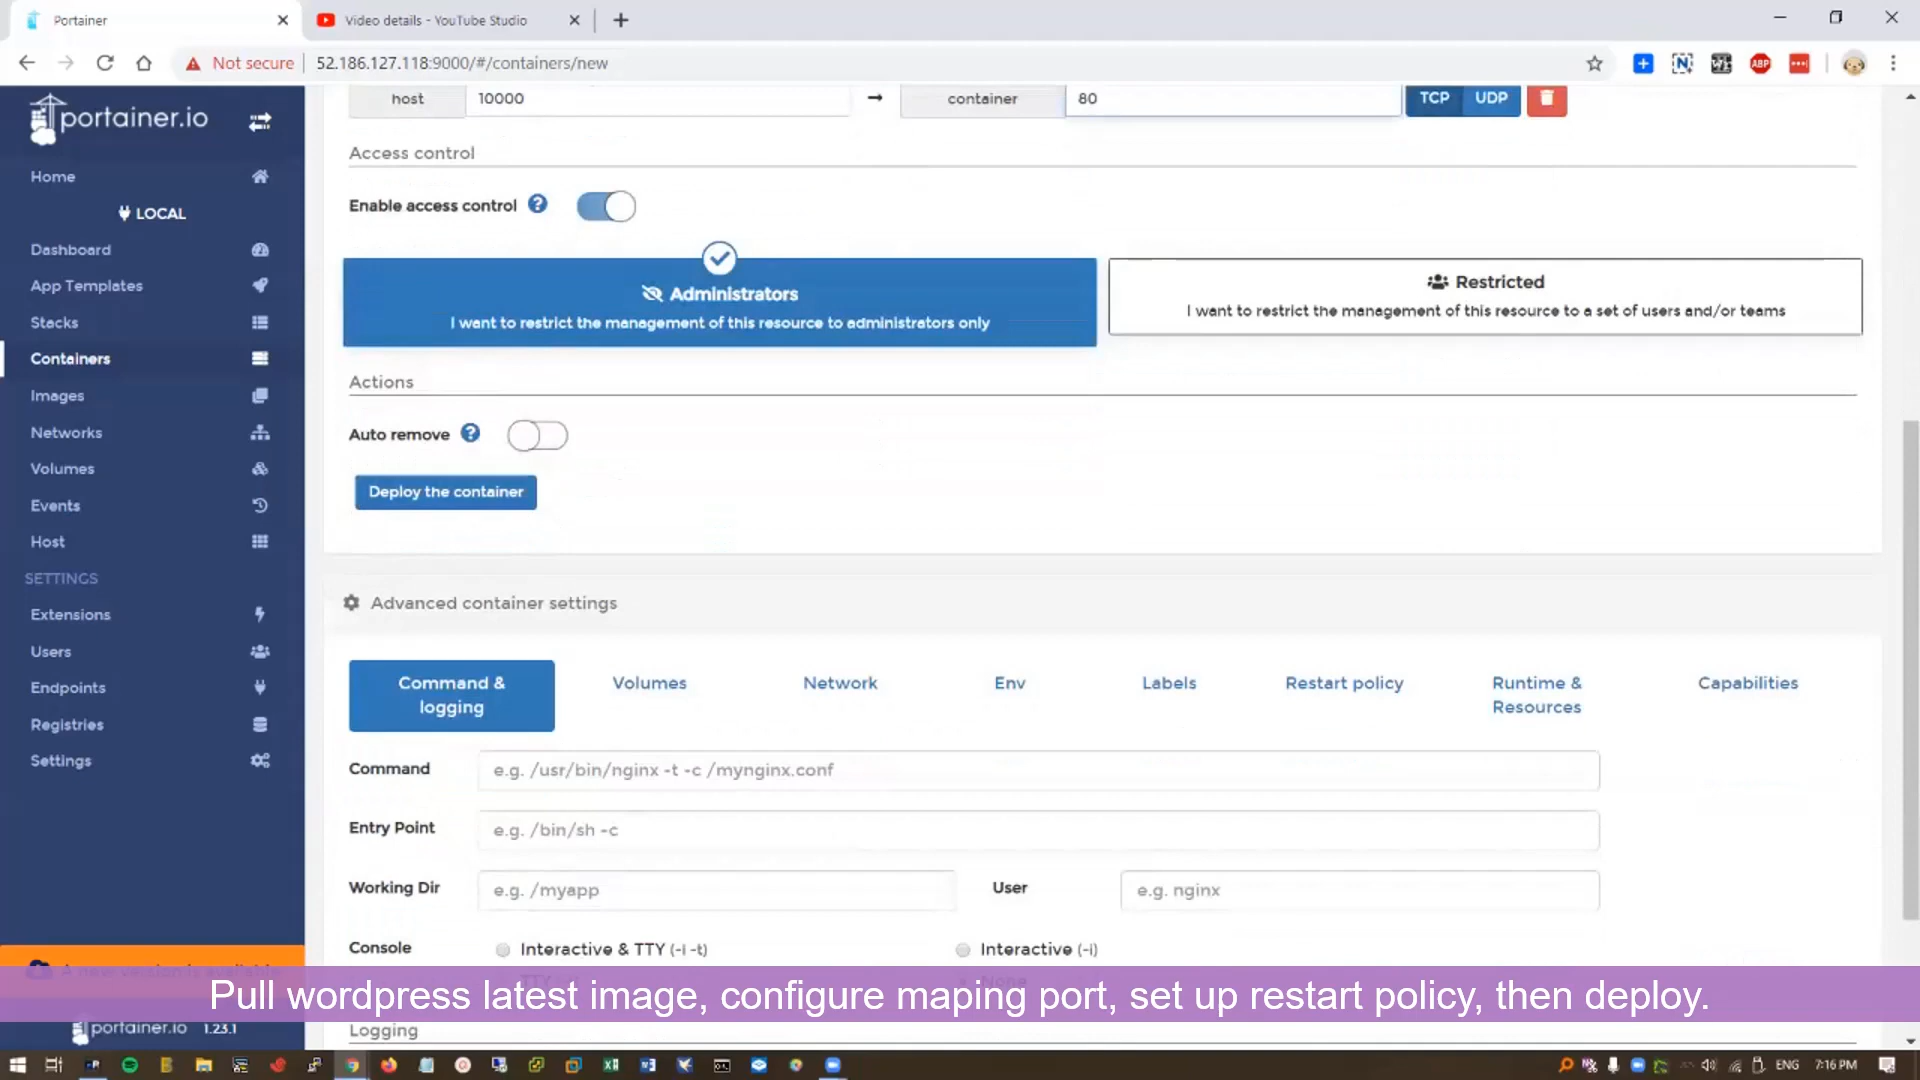 Portainer
Video details - YouTube Studio
Not secure
52.186.127.118:9000/#/containers/new
ABP
portainer.io
Home
LOCAL
Dashboard
App Templates
Stacks
Containers
Images
Networks
Volumes
Events
Host
SETTINGS
Extensions
Users
Endpoints
Registries
Settings
A new version is available
portainer.io 1.23.1
host 10000 → container 80 TCP UDP
Access control
Enable access control
Administrators
I want to restrict the management of this resource to administrators only
Restricted
I want to restrict the management of this resource to a set of users and/or teams
Actions
Auto remove
Deploy the container
Advanced container settings
Command & logging
Volumes
Network
Env
Labels
Restart policy
Runtime & Resources
Capabilities
Command e.g. /usr/bin/nginx -t -c /mynginx.conf
Entry Point e.g. /bin/sh -c
Working Dir e.g. /myapp User e.g. nginx
Console Interactive & TTY (-i -t) Interactive (-i)
None
Pull wordpress latest image, configure maping port, set up restart policy, then deploy.
Logging
ENG 7:16 PM